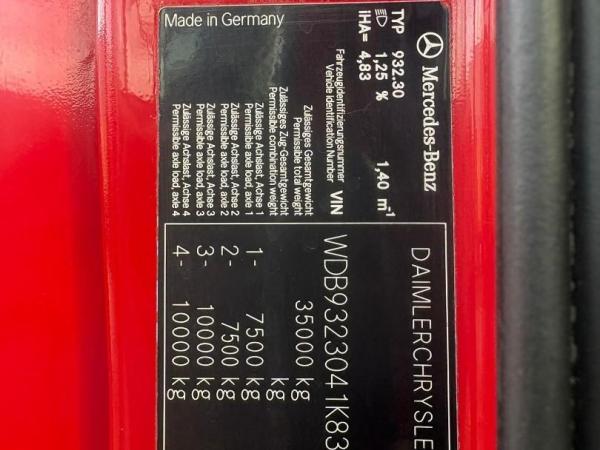 Mercedes-Benz
DAIMLERCHRYSLE
TYP 932.30
1,25 % 1,40 m⁻¹
iHA= 4,83
Fahrzeugidentifizierungsnummer
Vehicle Identification Number VIN
WDB9323041K83
Zulässiges Gesamtgewicht
Permissible total weight 35000 kg
Zulässiges Zug-Gesamtgewicht
Permissible combination weight kg
Zulässige Achslast, Achse 1
Permissible axle load, axle 1 1- 7500 kg
Zulässige Achslast, Achse 2
Permissible axle load, axle 2 2- 7500 kg
Zulässige Achslast, Achse 3
Permissible axle load, axle 3 3- 10000 kg
Zulässige Achslast, Achse 4
Permissible axle load, axle 4 4- 10000 kg
Made in Germany